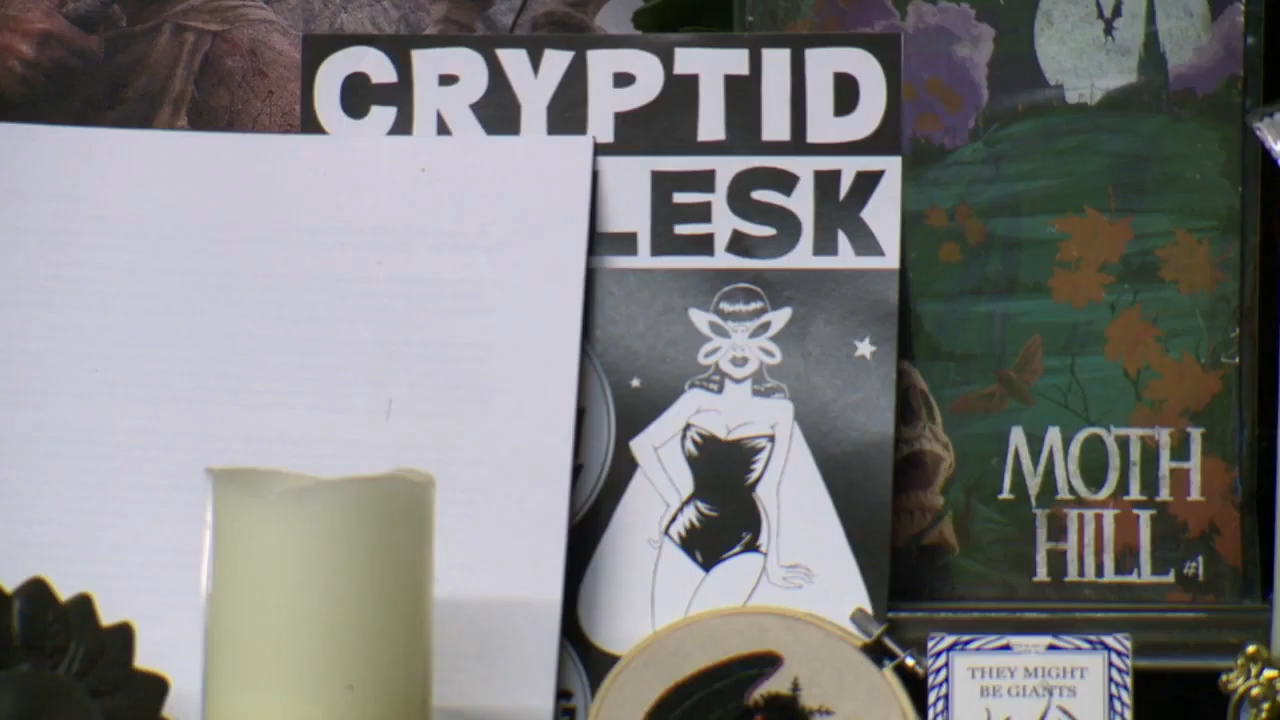 CRYPTID
LESK
MOTH
HILL #1
THEY MIGHT
BE GIANTS